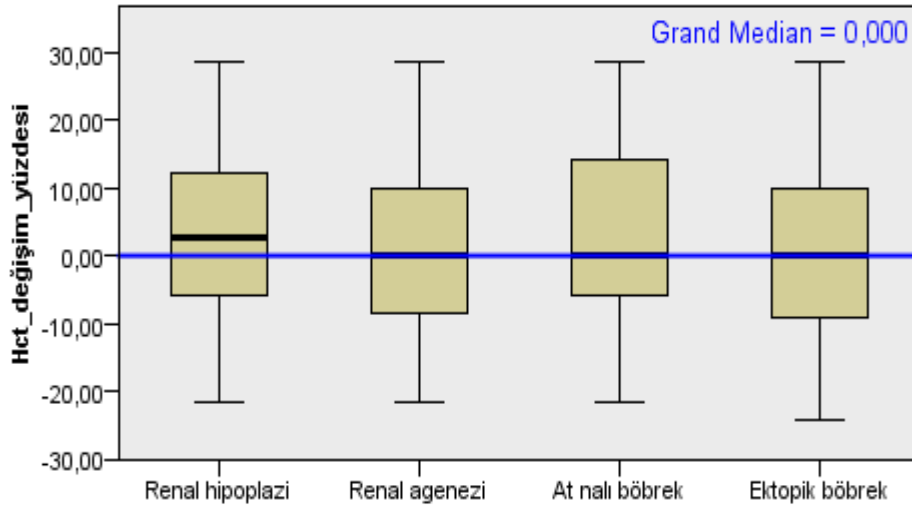 Grand Median = 0,000
30,00
20,00
10,00
0,00
-10,00
-20,00
-30,00
Hct_değişim_yüzdesi
Renal hipoplazi
Renal agenezi
At nalı böbrek
Ektopik böbrek